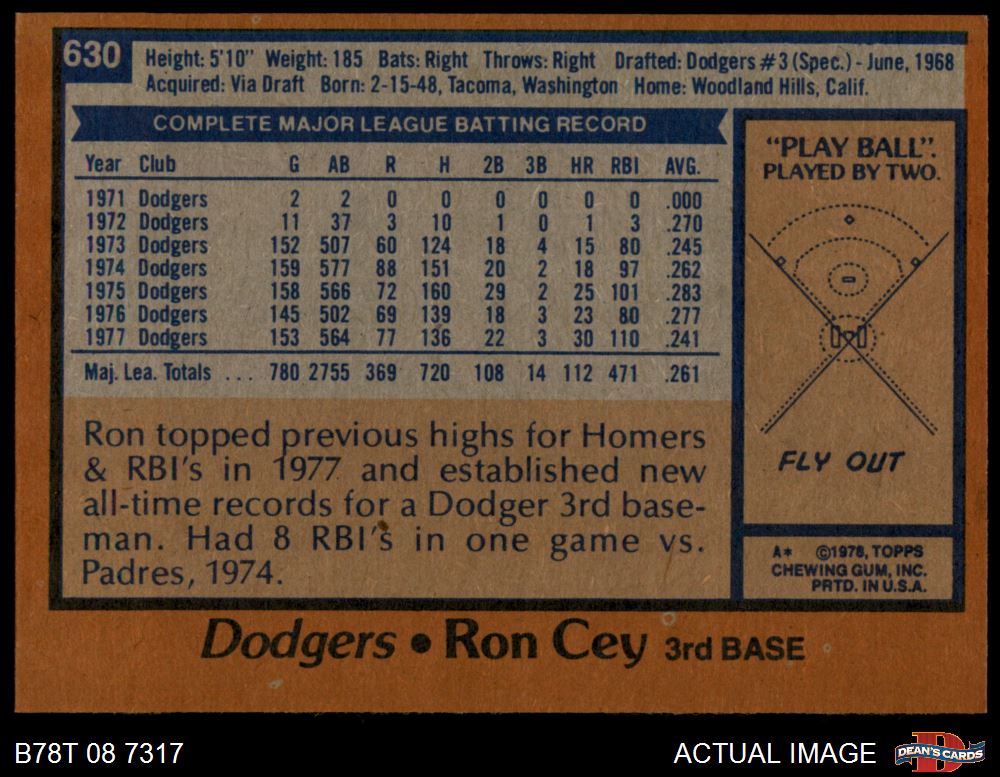 630
Height: 5'10" Weight: 185 Bats: Right Throws: Right Drafted: Dodgers #3 (Spec.) - June, 1968
Acquired: Via Draft Born: 2-15-48, Tacoma, Washington Home: Woodland Hills, Calif.
COMPLETE MAJOR LEAGUE BATTING RECORD
Year Club G AB R H 2B 3B HR RBI AVG.
1971 Dodgers 2 2 0 0 0 0 0 0 .000
1972 Dodgers 11 37 3 10 1 0 1 3 .270
1973 Dodgers 152 507 60 124 18 4 15 80 .245
1974 Dodgers 159 577 88 151 20 2 18 97 .262
1975 Dodgers 158 566 72 160 29 2 25 101 .283
1976 Dodgers 145 502 69 139 18 3 23 80 .277
1977 Dodgers 153 564 77 136 22 3 30 110 .241
Maj. Lea. Totals ... 780 2755 369 720 108 14 112 471 .261
Ron topped previous highs for Homers
& RBI's in 1977 and established new
all-time records for a Dodger 3rd base-
man. Had 8 RBI's in one game vs.
Padres, 1974.
"PLAY BALL".
PLAYED BY TWO.
FLY OUT
A* ©1978, TOPPS
CHEWING GUM, INC.
PRTD. IN U.S.A.
Dodgers • Ron Cey 3rd BASE
B78T 08 7317
ACTUAL IMAGE
DEAN'S CARDS